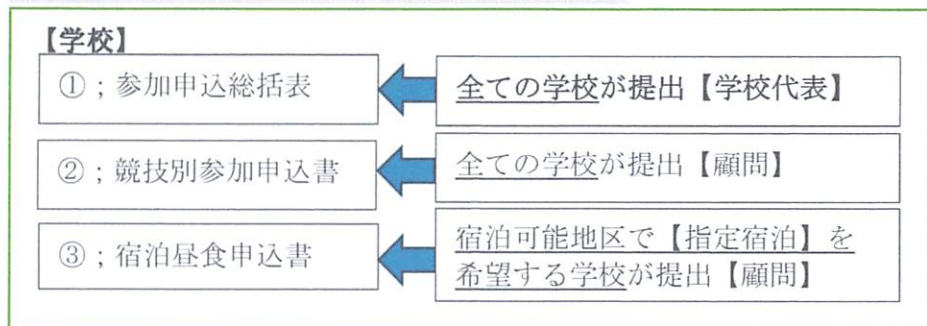 【学校】
①；参加申込総括表
全ての学校が提出【学校代表】
②；競技別参加申込書
全ての学校が提出【顧問】
③；宿泊昼食申込書
宿泊可能地区で【指定宿泊】を
希望する学校が提出【顧問】